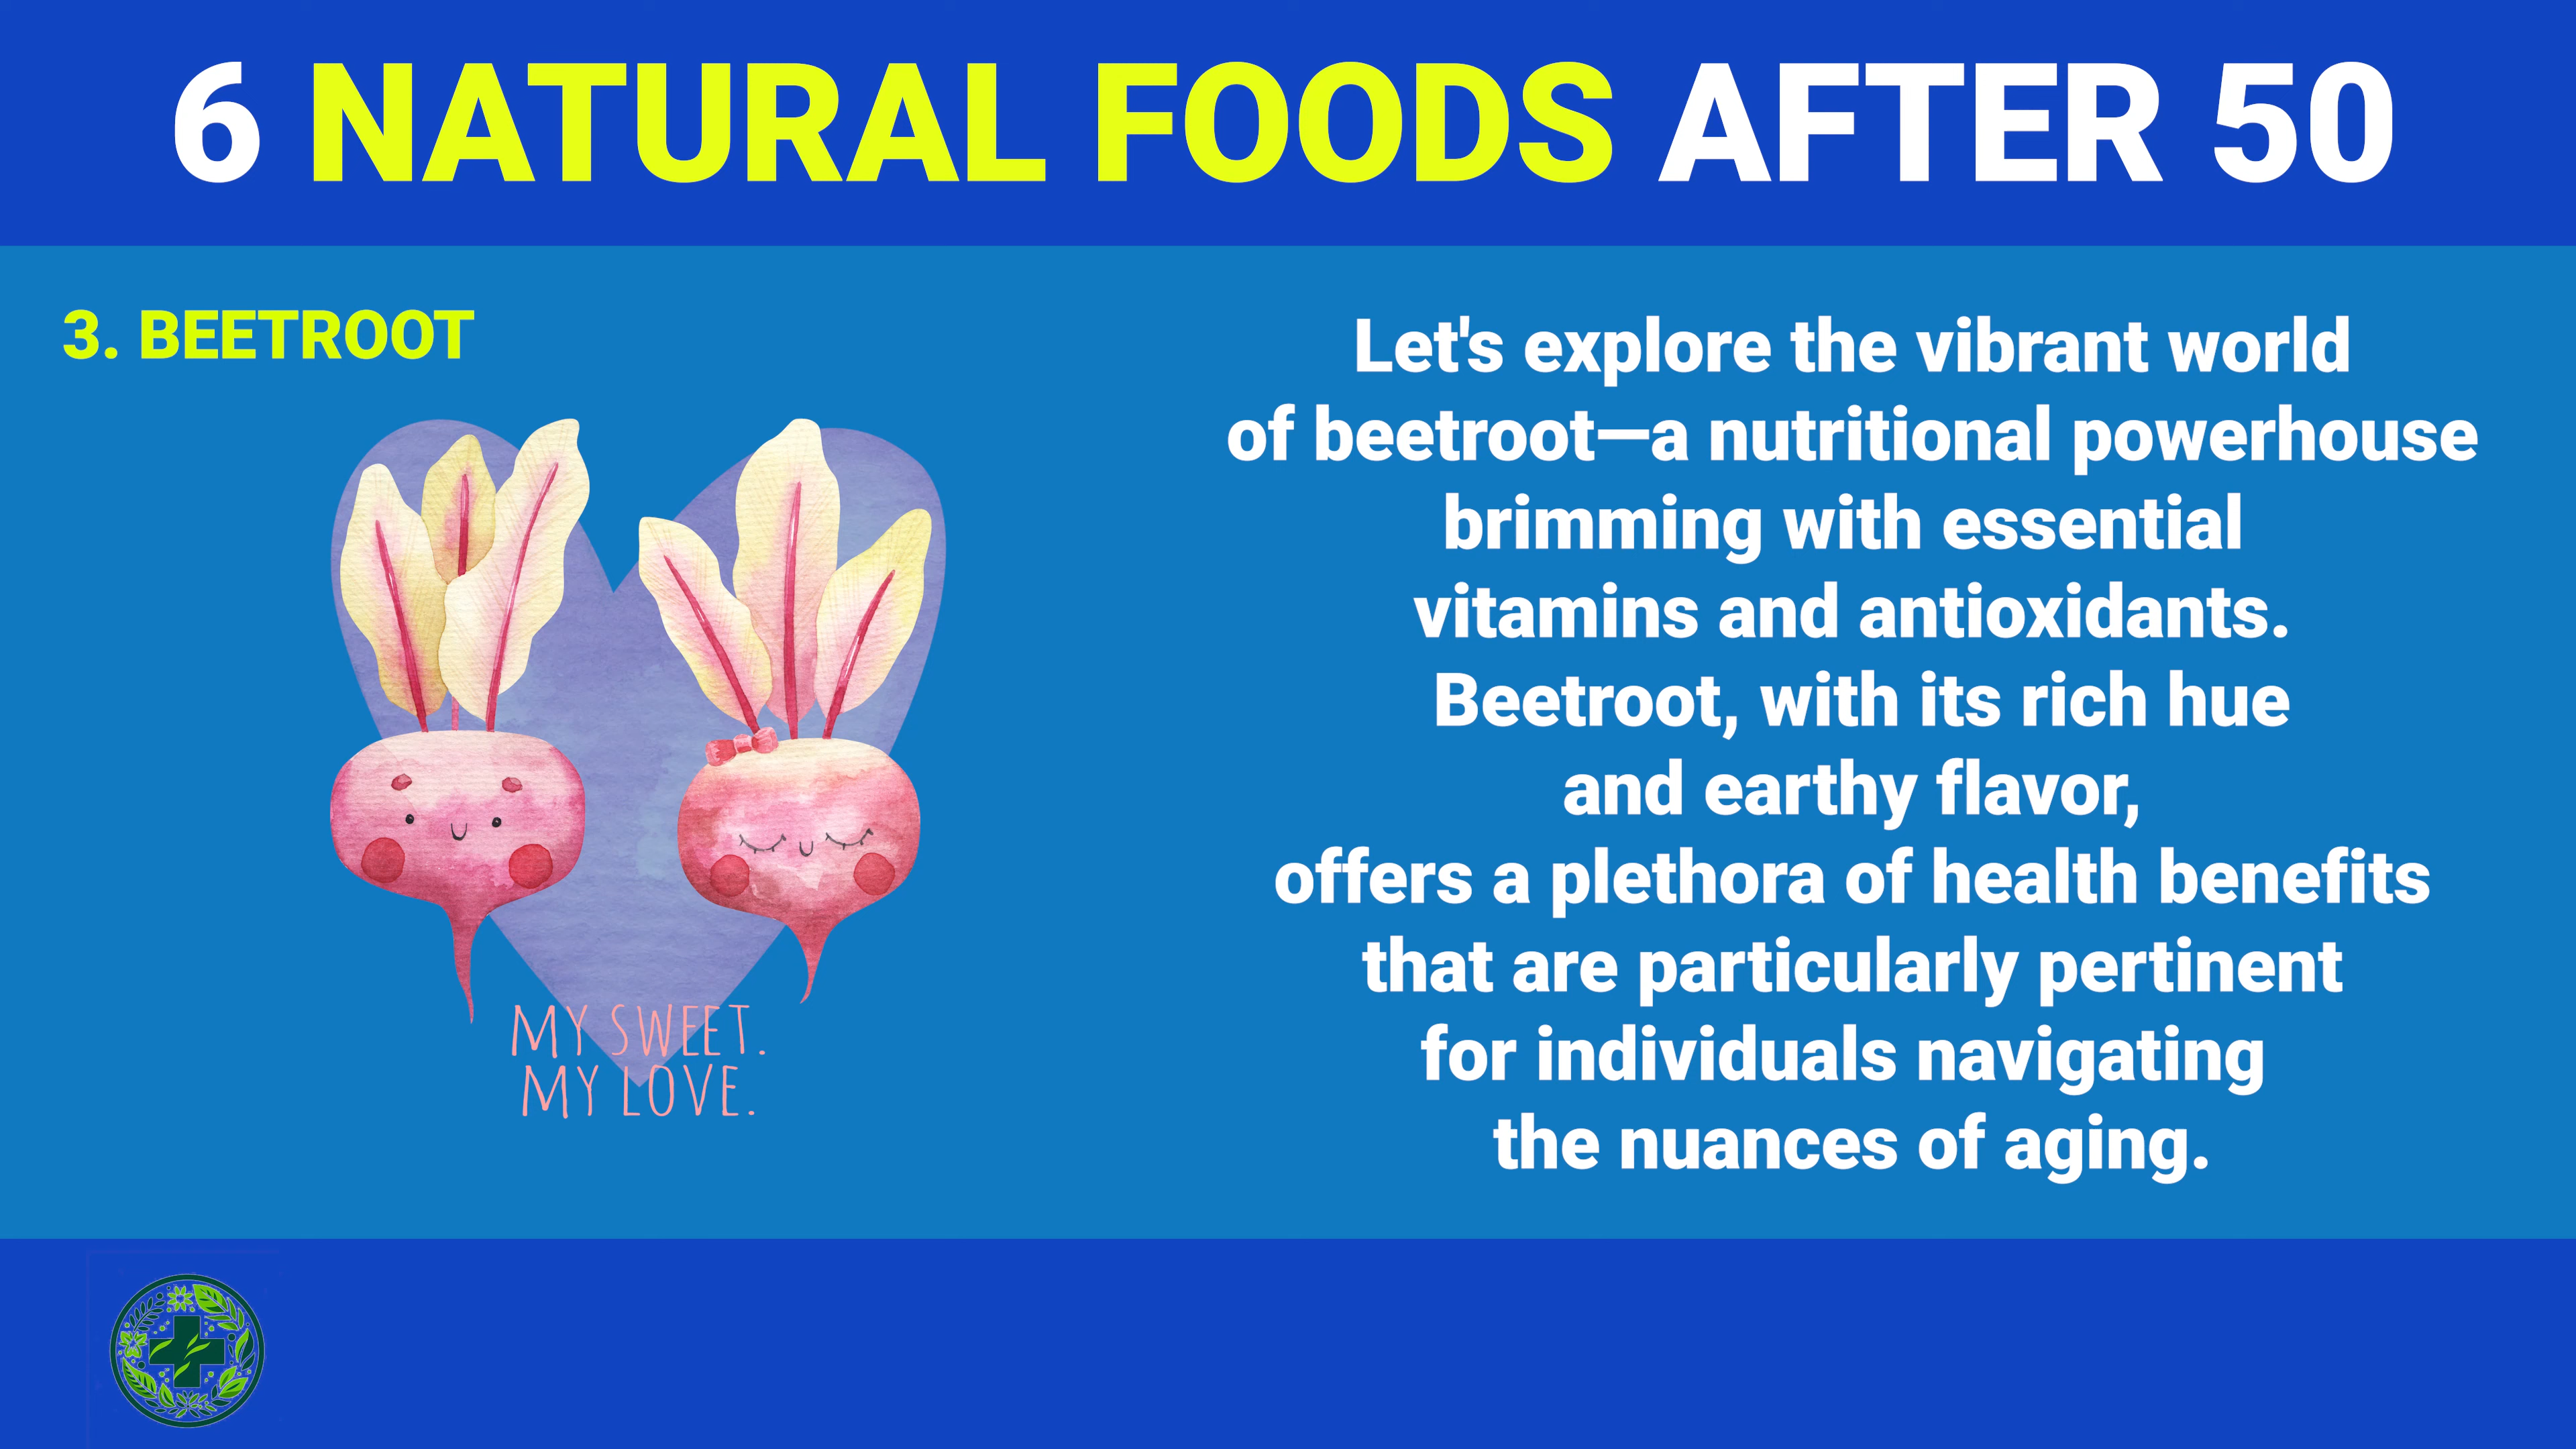 6 NATURAL FOODS AFTER 50
3. BEETROOT
MY SWEET.
MY LOVE.
Let's explore the vibrant world
of beetroot—a nutritional powerhouse
brimming with essential
vitamins and antioxidants.
Beetroot, with its rich hue
and earthy flavor,
offers a plethora of health benefits
that are particularly pertinent
for individuals navigating
the nuances of aging.